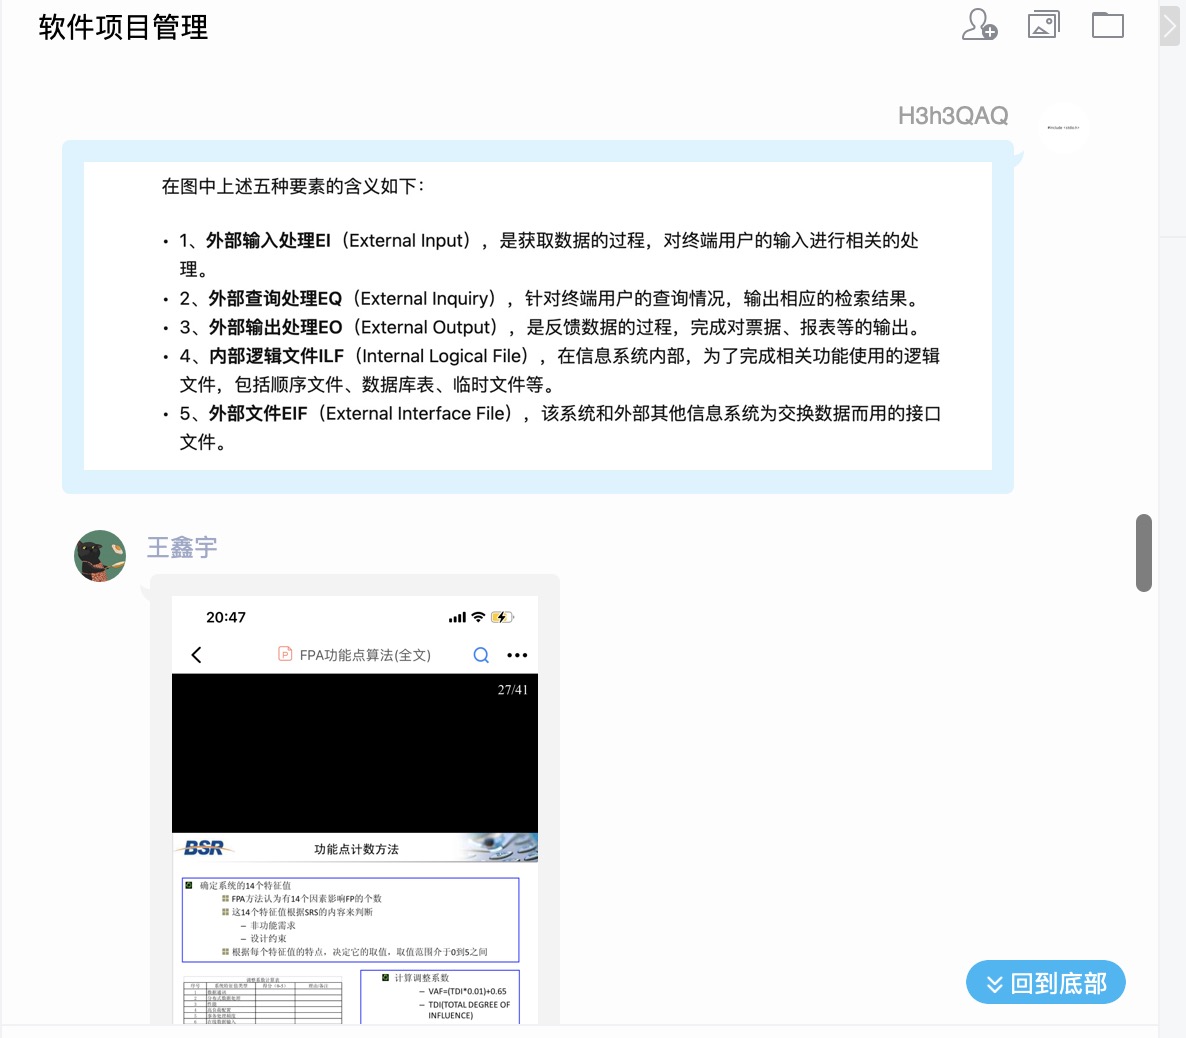 软件项目管理
H3h3QAQ
在图中上述五种要素的含义如下：
• 1、外部输入处理EI（External Input），是获取数据的过程，对终端用户的输入进行相关的处
理。
• 2、外部查询处理EQ（External Inquiry），针对终端用户的查询情况，输出相应的检索结果。
• 3、外部输出处理EO（External Output），是反馈数据的过程，完成对票据、报表等的输出。
• 4、内部逻辑文件ILF（Internal Logical File），在信息系统内部，为了完成相关功能使用的逻辑
文件，包括顺序文件、数据库表、临时文件等。
• 5、外部文件EIF（External Interface File），该系统和外部其他信息系统为交换数据而用的接口
文件。
王鑫宇
20:47
FPA功能点算法(全文)
27/41
BSR
功能点计数方法
确定系统的14个特征值
FPA方法认为有14个因素影响FP的个数
这14个特征值根据SRS的内容来判断
– 非功能需求
– 设计约束
根据每个特征值的特点，决定它的取值，取值范围介于0到5之间
计算调整系数
– VAF=(TDI*0.01)+0.65
– TDI(TOTAL DEGREE OF
INFLUENCE)
回到底部